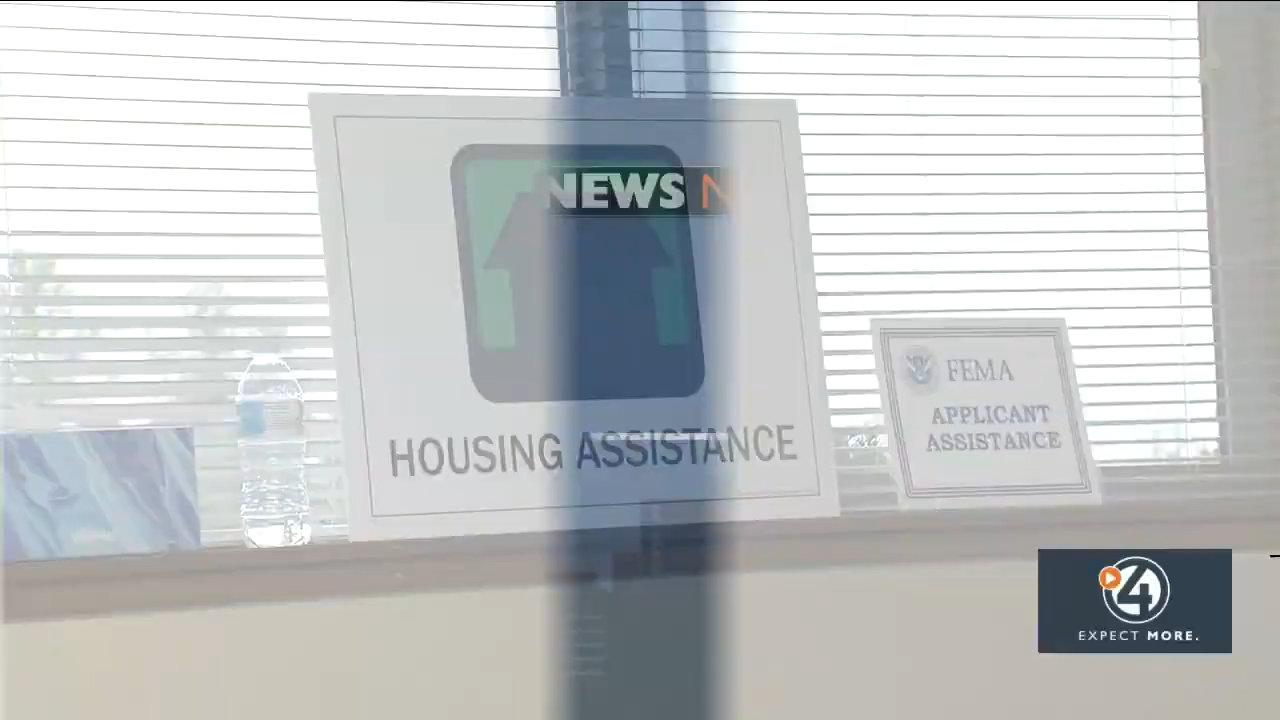 NEWS N
HOUSING ASSISTANCE
FEMA
APPLICANT
ASSISTANCE
4
EXPECT MORE.